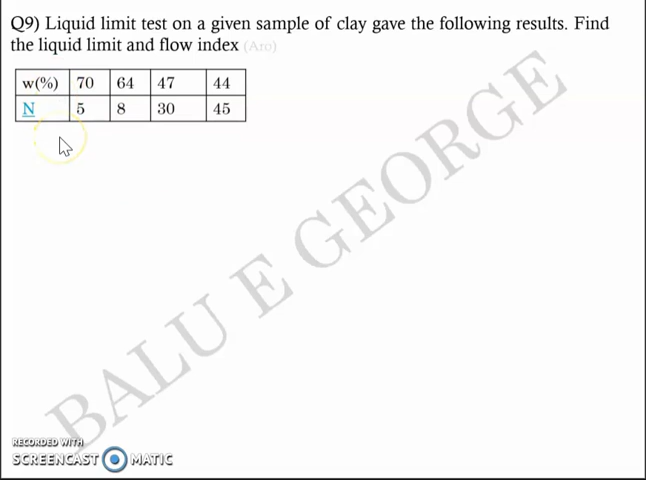 Q9) Liquid limit test on a given sample of clay gave the following results. Find
the liquid limit and flow index (Aro)
w(%) 70 64 47 44
N 5 8 30 45
BALU E GEORGE
RECORDED WITH
SCREENCAST MATIC